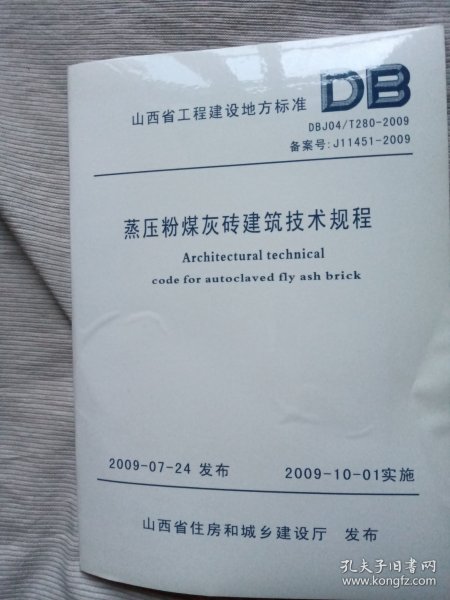 山西省工程建设地方标准 DB
DBJ04/T280-2009
备案号:J11451-2009
蒸压粉煤灰砖建筑技术规程
Architectural technical
code for autoclaved fly ash brick
2009-07-24 发布 2009-10-01实施
山西省住房和城乡建设厅 发布
孔夫子旧书网
www.kongfz.com